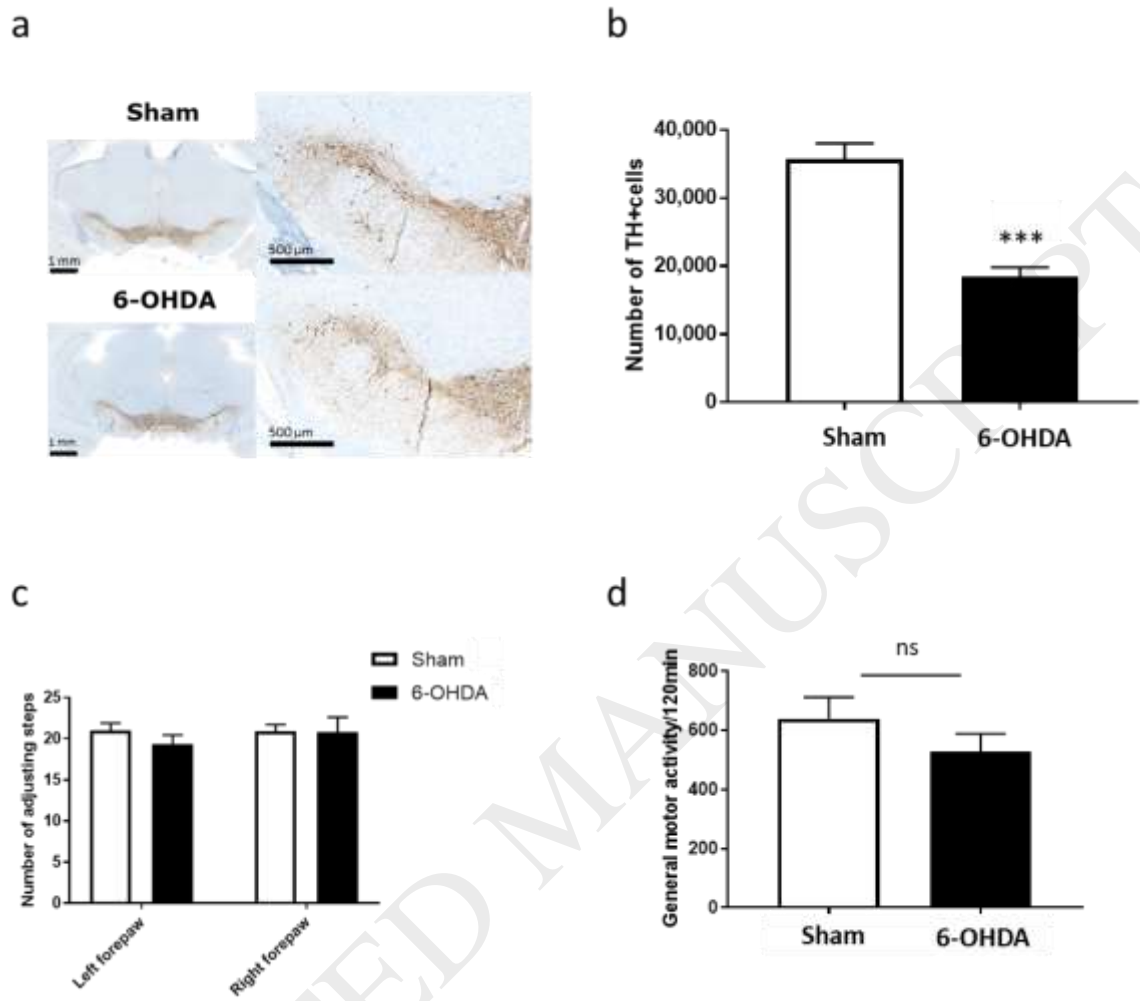 a
Sham
500 µm
1 mm
6-OHDA
500 µm
1 mm
b
Number of TH+cells
40,000
30,000
20,000
10,000
0
***
Sham
6-OHDA
c
Sham
6-OHDA
Number of adjusting steps
25
20
15
10
5
0
Left forepaw
Right forepaw
d
ns
General motor activity/120min
800
600
400
200
0
Sham
6-OHDA
TED MANUSCRIPT